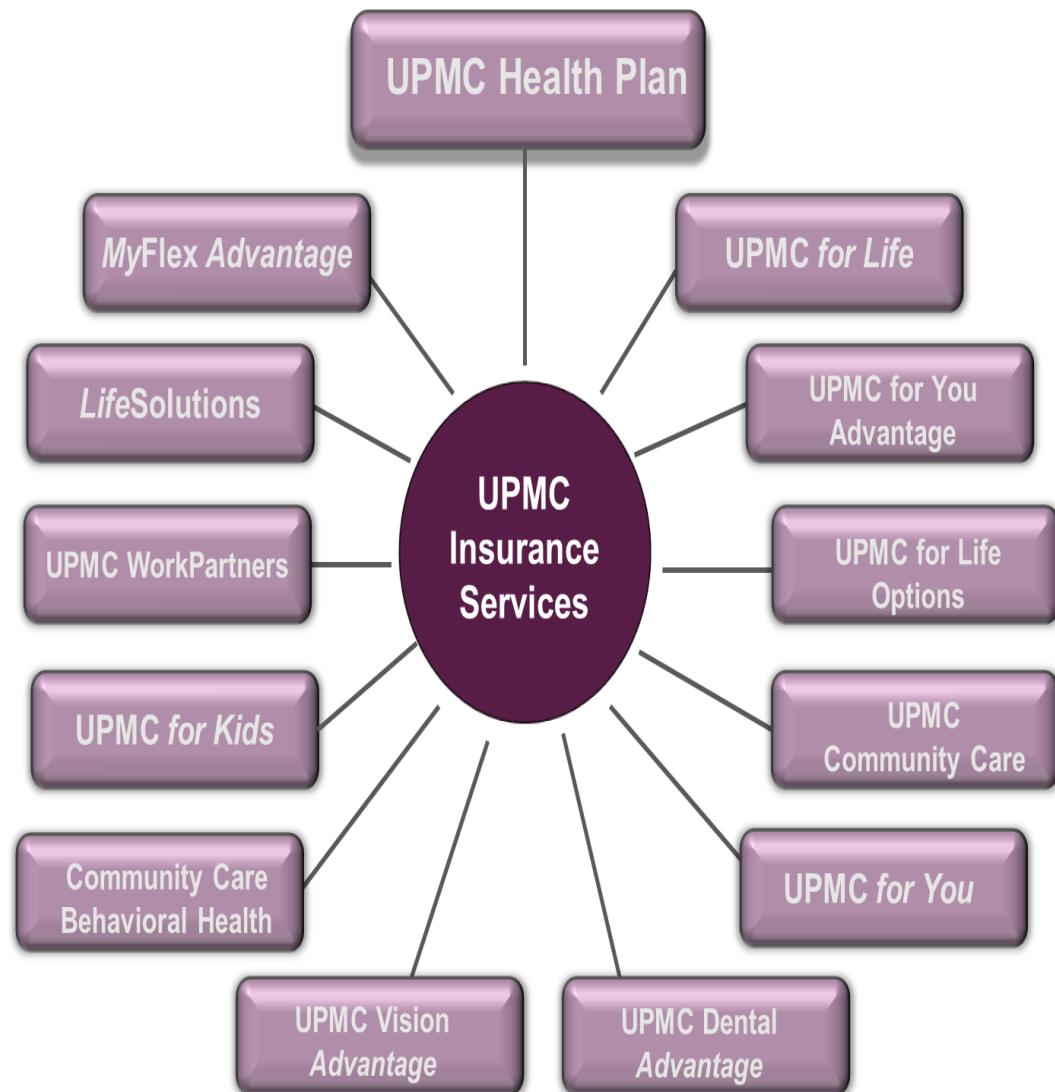 UPMC Health Plan
MyFlex Advantage
UPMC for Life
LifeSolutions
UPMC for You
Advantage
UPMC
Insurance
Services
UPMC WorkPartners
UPMC for Life
Options
UPMC for Kids
UPMC
Community Care
Community Care
Behavioral Health
UPMC for You
UPMC Vision
Advantage
UPMC Dental
Advantage